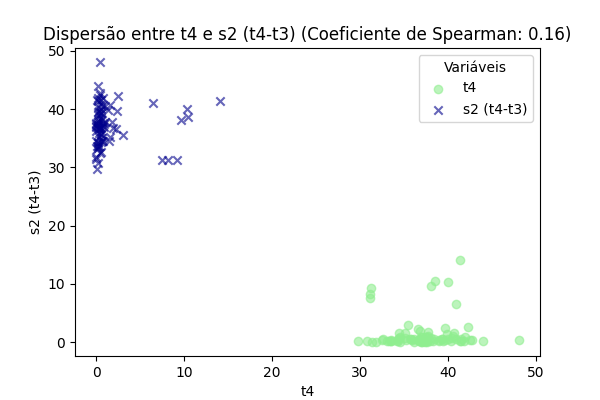 Dispersão entre t4 e s2 (t4-t3) (Coeficiente de Spearman: 0.16)
Variáveis
t4
s2 (t4-t3)
50
40
30
20
10
0
s2 (t4-t3)
0 10 20 30 40 50
t4